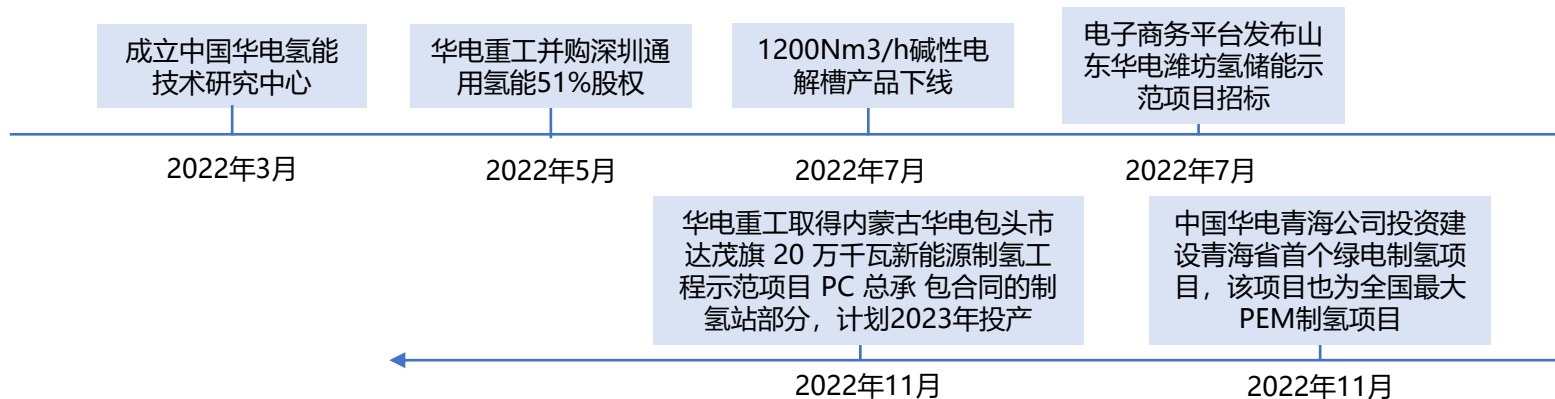 成立中国华电氢能
技术研究中心
华电重工并购深圳通
用氢能51%股权
1200Nm3/h碱性电
解槽产品下线
电子商务平台发布山
东华电潍坊氢储能示
范项目招标
2022年3月
2022年5月
2022年7月
2022年7月
华电重工取得内蒙古华电包头市
达茂旗 20 万千瓦新能源制氢工
程示范项目 PC 总承 包合同的制
氢站部分，计划2023年投产
中国华电青海公司投资建
设青海省首个绿电制氢项
目，该项目也为全国最大
PEM制氢项目
2022年11月
2022年11月